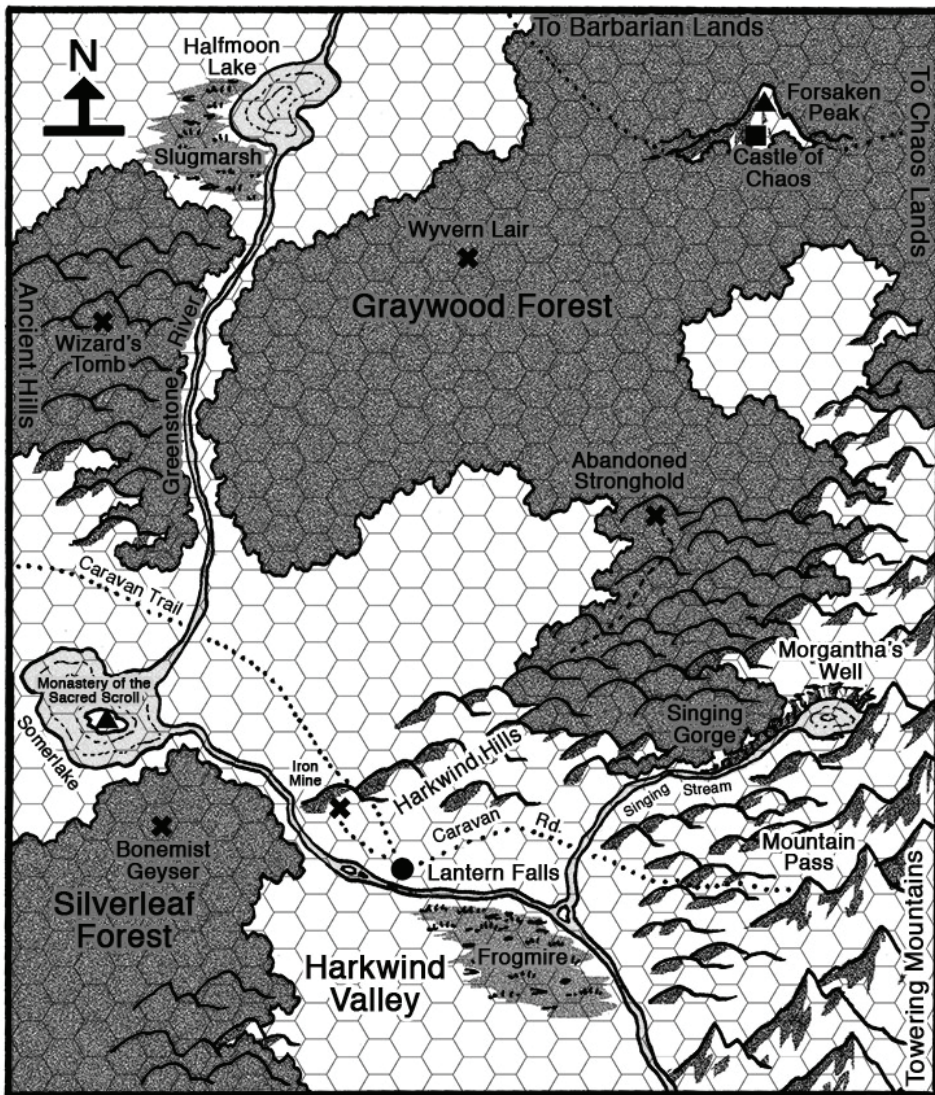 To Barbarian Lands
N
Halfmoon
Lake
Forsaken
Peak
To Chaos Lands
Slugmarsh
Castle of
Chaos
Wyvern Lair
Graywood Forest
Ancient Hills
Wizard's
Tomb
Greenstone River
Abandoned
Stronghold
Caravan Trail
Morgantha's
Well
Monastery of the
Sacred Scroll
Somerlake
Singing
Gorge
Iron
Mine
Harkwind Hills
Singing Stream
Caravan Rd.
Bonemist
Geyser
Mountain
Pass
Lantern Falls
Silverleaf
Forest
Frogmire
Harkwind
Valley
Towering Mountains